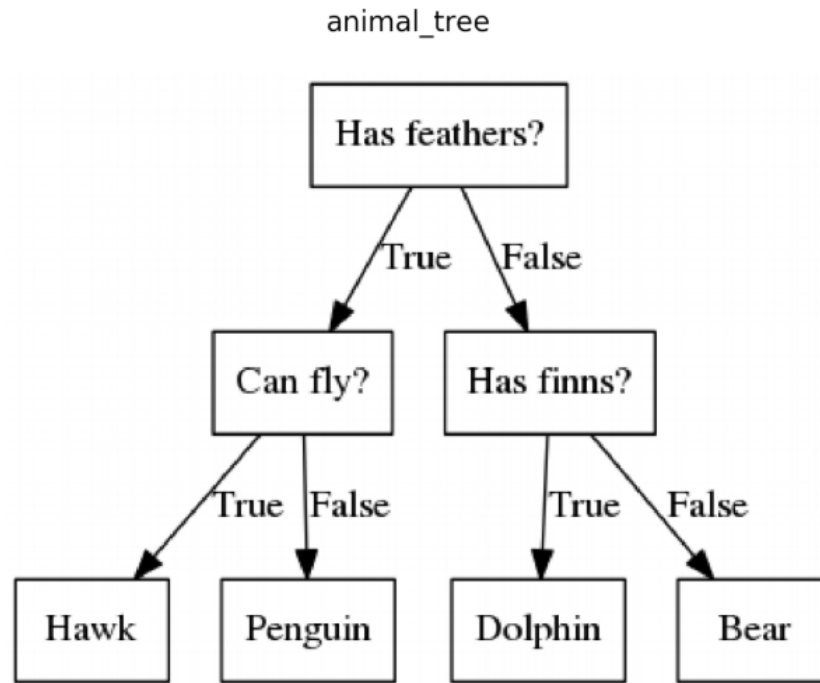 animal_tree
Has feathers?
True False
Can fly? Has finns?
True False True False
Hawk Penguin Dolphin Bear